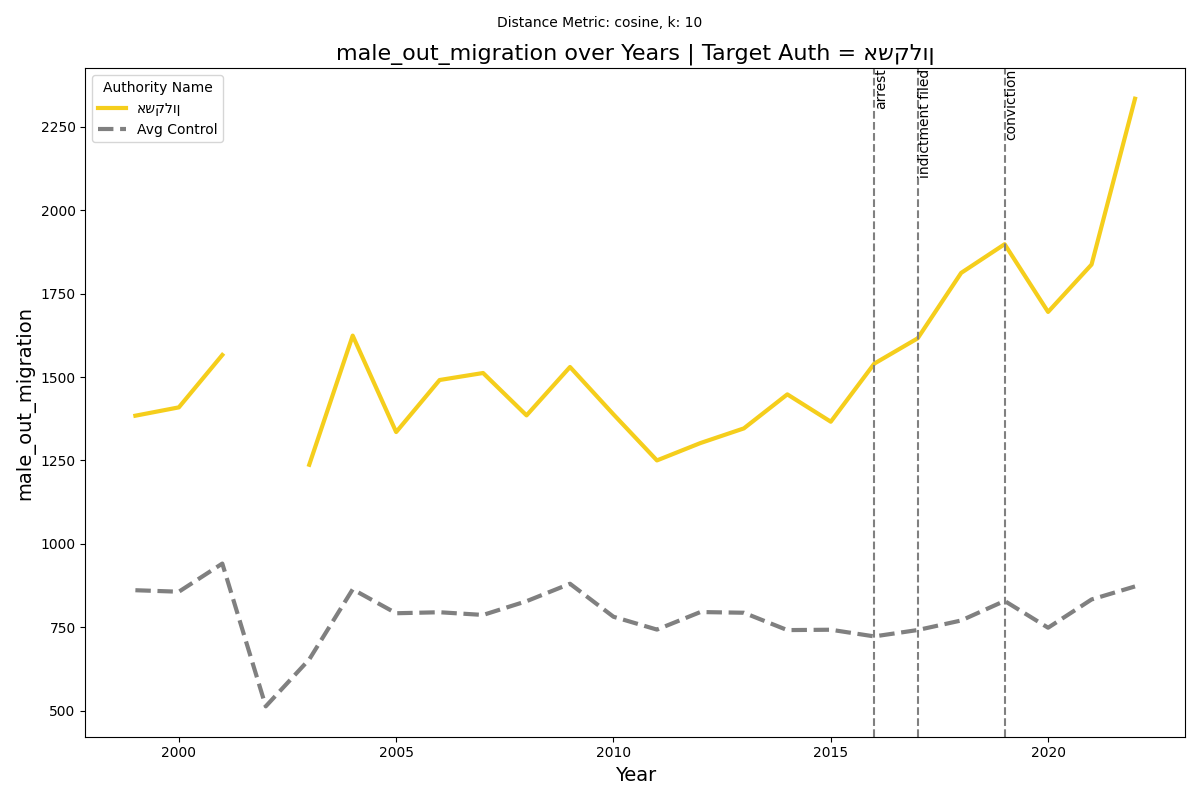 Distance Metric: cosine, k: 10
male_out_migration over Years | Target Auth = אשקלון
Authority Name
אשקלון
Avg Control
arrest
indictment filed
conviction
male_out_migration
2250
2000
1750
1500
1250
1000
750
500
2000 2005 2010 2015 2020
Year